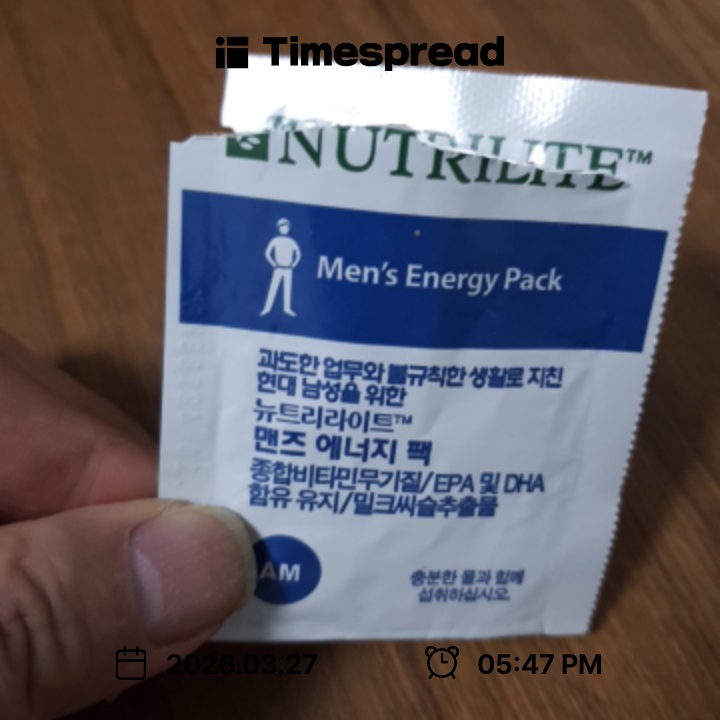 Timespread
NUTRILITE™
Men's Energy Pack
과도한 업무와 불규칙한 생활로 지친
현대 남성을 위한
뉴트리라이트™
맨즈 에너지 팩
종합비타민무기질/EPA 및 DHA
함유 유지/밀크씨슬추출물
AM
충분한 물과 함께
섭취하십시오.
2026.03.27
05:47 PM